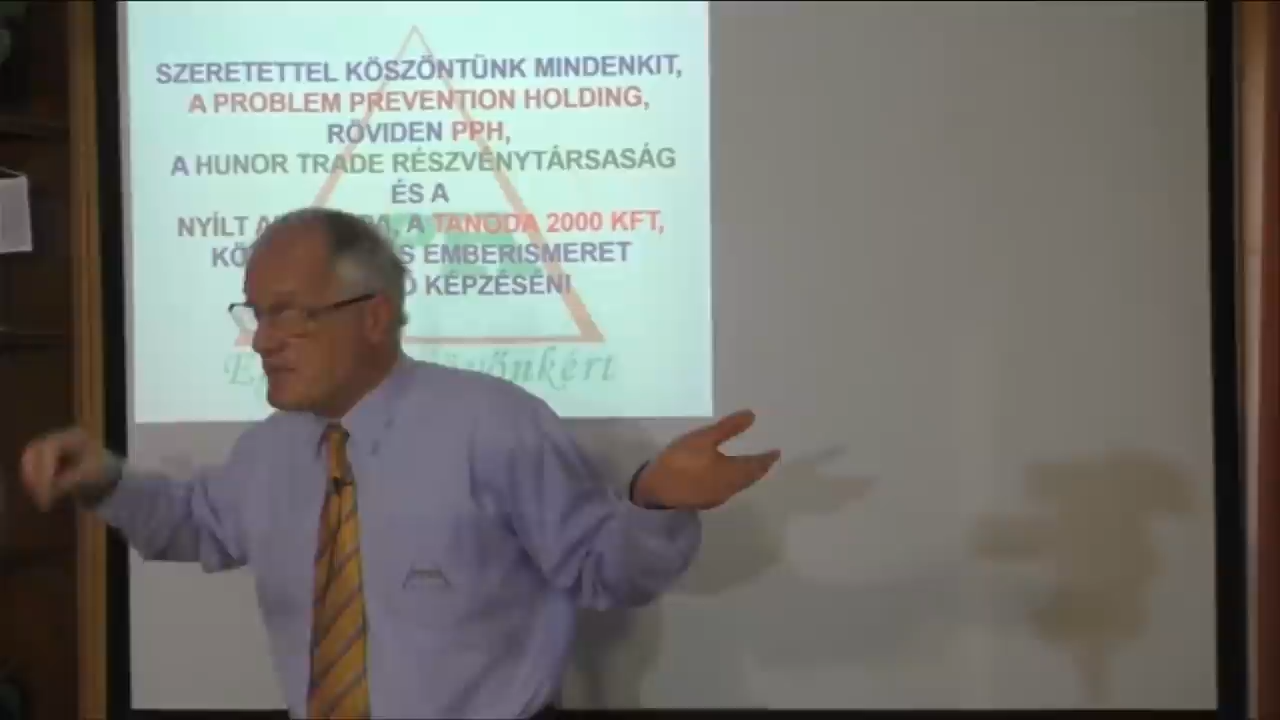 SZERETETTEL KÖSZÖNTÜNK MINDENKIT,
A PROBLEM PREVENTION HOLDING,
RÖVIDEN PPH,
A HUNOR TRADE RÉSZVÉNYTÁRSASÁG
ÉS A
NYÍLT A TANODA 2000 KFT,
EMBERISMERET
KÉPZÉSÉN!